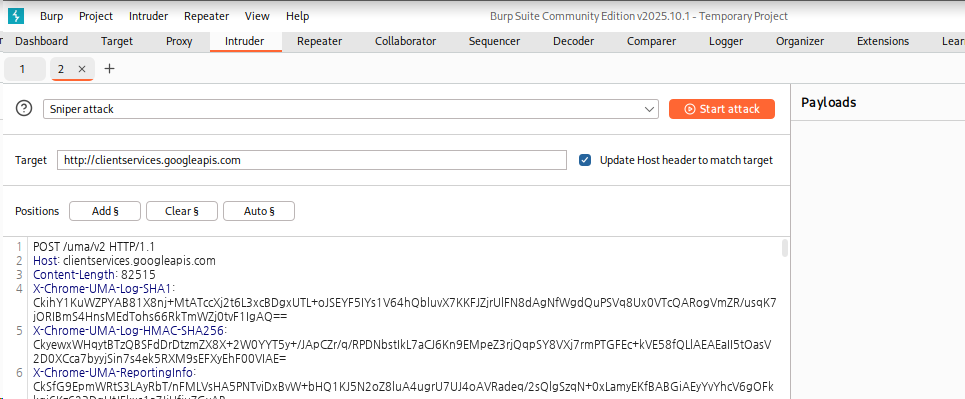 Burp Project Intruder Repeater View Help Burp Suite Community Edition v2025.10.1 - Temporary Project
Dashboard Target Proxy Intruder Repeater Collaborator Sequencer Decoder Comparer Logger Organizer Extensions Lear
1 2 × +
? Sniper attack Start attack Payloads
Target http://clientservices.googleapis.com Update Host header to match target
Positions Add § Clear § Auto §
1 POST /uma/v2 HTTP/1.1
2 Host: clientservices.googleapis.com
3 Content-Length: 82515
4 X-Chrome-UMA-Log-SHA1:
CkihY1KuWZPYAB81X8nj+MtATccXj2t6L3xcBDgxUTL+oJSEYF5IYs1V64hQbluvX7KKFJZjrUlFN8dAgNfWgdQuPSVq8Ux0VTcQARogVmZR/usqK7
jORIBmS4HnsMEdTohs66RkTmWZj0tvF1IgAQ==
5 X-Chrome-UMA-Log-HMAC-SHA256:
CkyewxWHqytBTzQBSFdDrDtzmZX8X+2W0YYT5y+/JApCZr/q/RPDNbstIkL7aCJ6Kn9EMpeZ3rjQqpSY8VXj7rmPTGFEc+kVE58fQLlAEAEaII5tOasV
2D0XCca7byyjSin7s4ek5RXM9sEFXyEhF00VIAE=
6 X-Chrome-UMA-ReportingInfo:
CkSfG9EpmWRtS3LAyRbT/nFMLVsHA5PNTviDxBvW+bHQ1KJ5N2oZ8luA4ugrU7UJ4oAVRadeq/2sQlgSzqN+0xLamyEKfBABGiAEyYvYhcV6gOFk